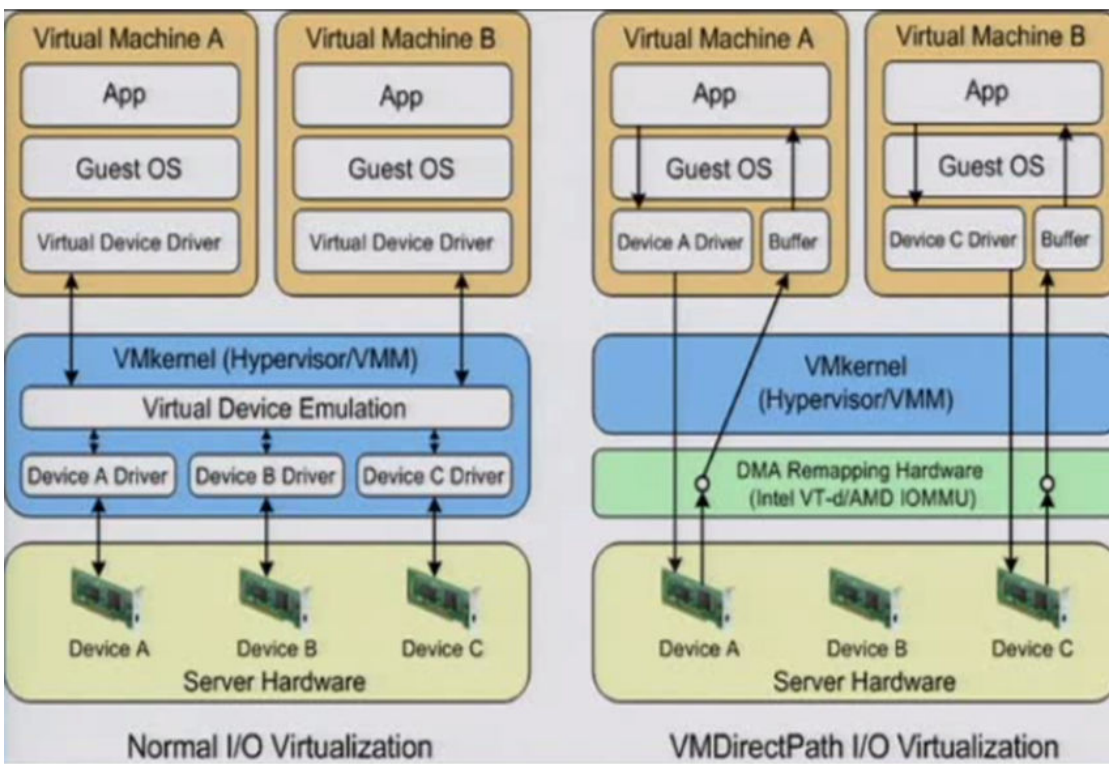 Virtual Machine A
App
Guest OS
Virtual Device Driver
Virtual Machine B
App
Guest OS
Virtual Device Driver
VMkernel (Hypervisor/VMM)
Virtual Device Emulation
Device A Driver
Device B Driver
Device C Driver
Device A
Device B
Device C
Server Hardware
Normal I/O Virtualization
Virtual Machine A
App
Guest OS
Device A Driver
Buffer
Virtual Machine B
App
Guest OS
Device C Driver
Buffer
VMkernel
(Hypervisor/VMM)
DMA Remapping Hardware
(Intel VT-d/AMD IOMMU)
Device A
Device B
Device C
Server Hardware
VMDirectPath I/O Virtualization